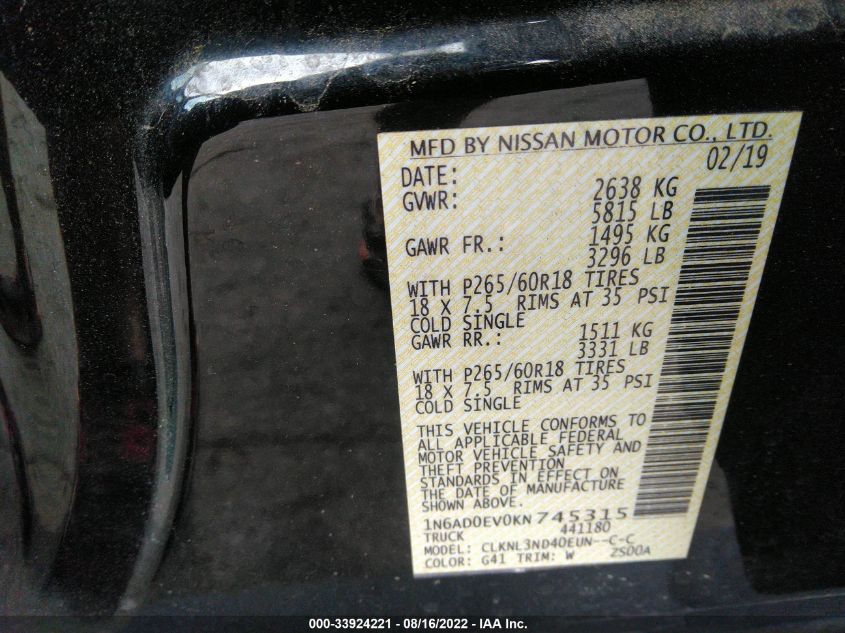 MFD BY NISSAN MOTOR CO., LTD.
DATE: 02/19
GVWR: 2638 KG
5815 LB
GAWR FR.: 1495 KG
3296 LB
WITH P265/60R18 TIRES
18 X 7.5 RIMS AT 35 PSI
COLD SINGLE
GAWR RR.: 1511 KG
3331 LB
WITH P265/60R18 TIRES
18 X 7.5 RIMS AT 35 PSI
COLD SINGLE
THIS VEHICLE CONFORMS TO
ALL APPLICABLE FEDERAL
MOTOR VEHICLE SAFETY AND
THEFT PREVENTION
STANDARDS IN EFFECT ON
THE DATE OF MANUFACTURE
SHOWN ABOVE.
1N6AD0EV0KN745315
TRUCK 441180
MODEL: CLKNL3ND40EUN--C-C
COLOR: G41 TRIM: W ZS00A
000-33924221 - 08/16/2022 - IAA Inc.